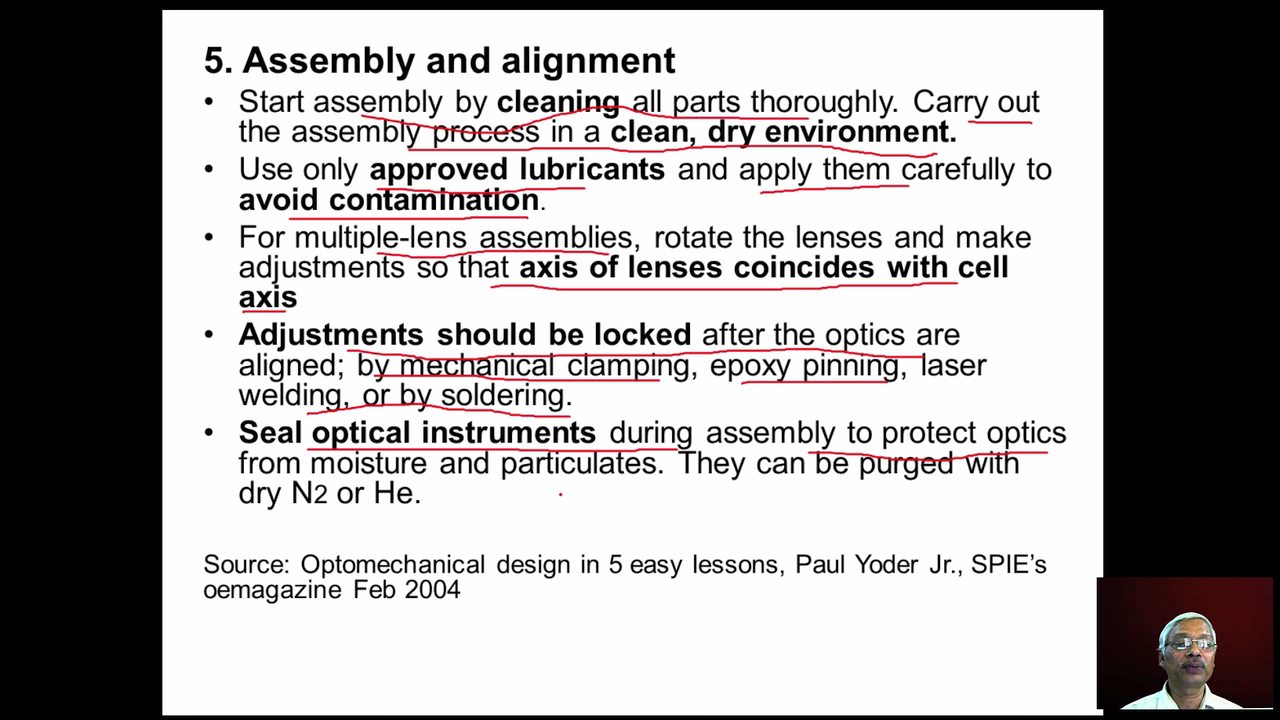 5. Assembly and alignment
• Start assembly by cleaning all parts thoroughly. Carry out
the assembly process in a clean, dry environment.
• Use only approved lubricants and apply them carefully to
avoid contamination.
• For multiple-lens assemblies, rotate the lenses and make
adjustments so that axis of lenses coincides with cell
axis
• Adjustments should be locked after the optics are
aligned; by mechanical clamping, epoxy pinning, laser
welding, or by soldering.
• Seal optical instruments during assembly to protect optics
from moisture and particulates. They can be purged with
dry N2 or He.
Source: Optomechanical design in 5 easy lessons, Paul Yoder Jr., SPIE’s
oemagazine Feb 2004